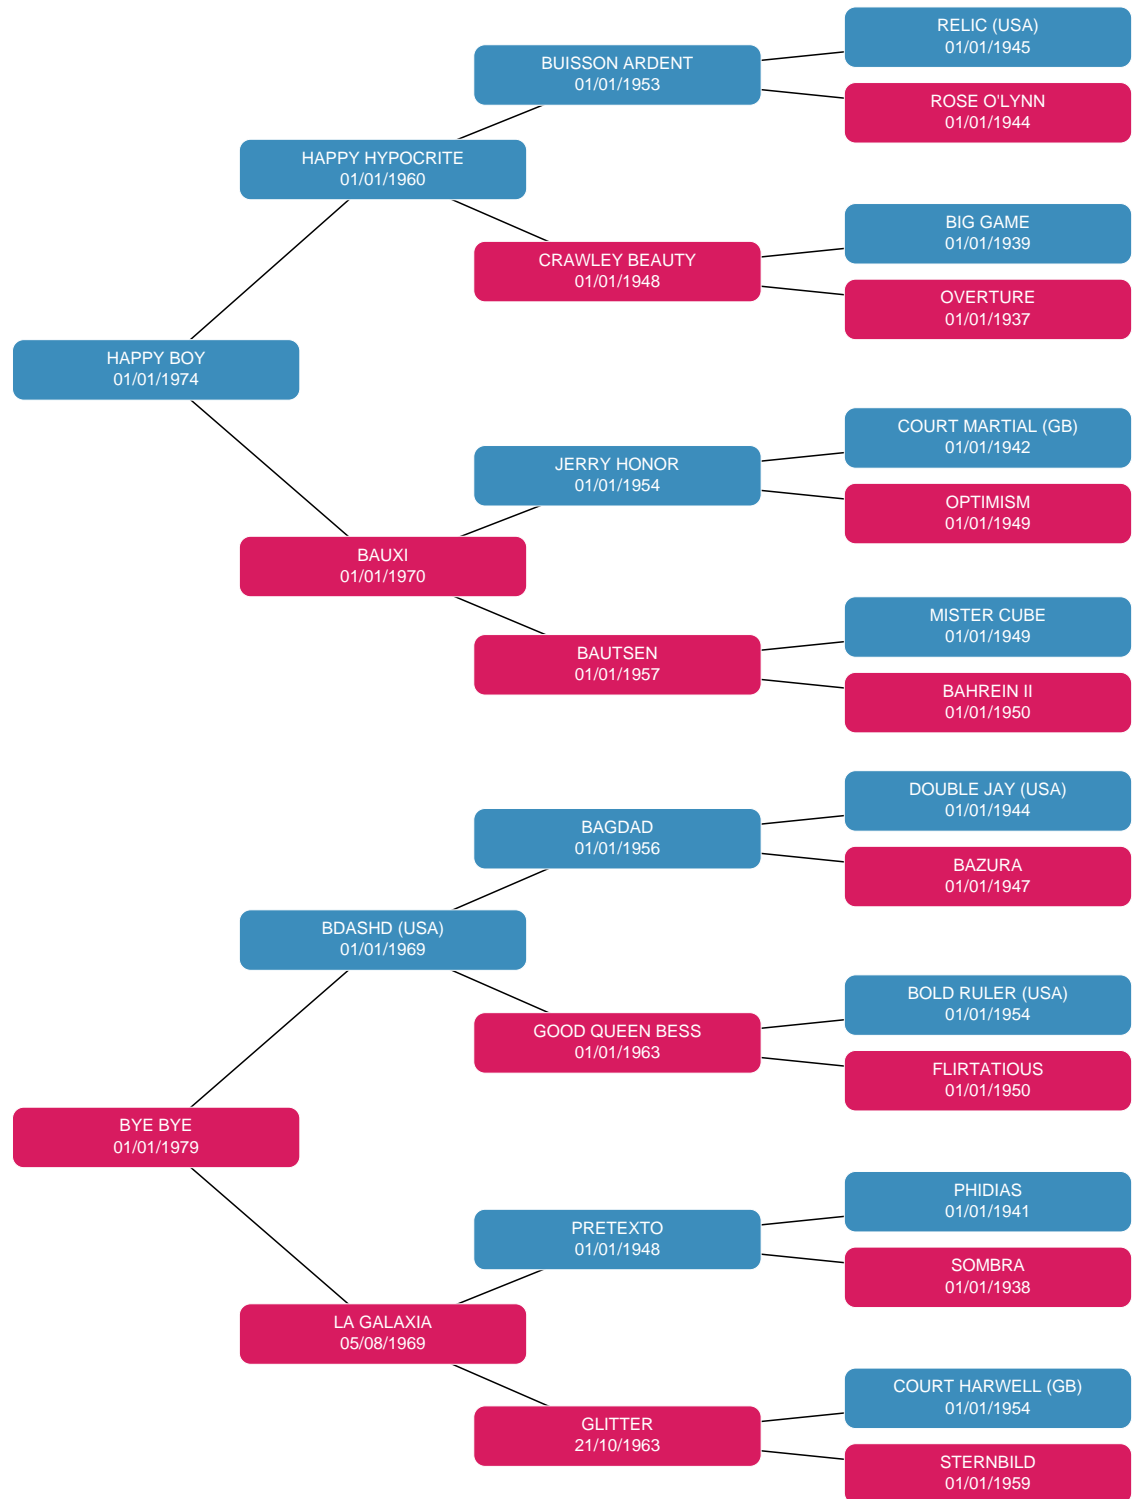 RELIC (USA)
01/01/1945
BUISSON ARDENT
01/01/1953
ROSE O'LYNN
01/01/1944
HAPPY HYPOCRITE
01/01/1960
BIG GAME
01/01/1939
CRAWLEY BEAUTY
01/01/1948
OVERTURE
01/01/1937
HAPPY BOY
01/01/1974
COURT MARTIAL (GB)
01/01/1942
JERRY HONOR
01/01/1954
OPTIMISM
01/01/1949
BAUXI
01/01/1970
MISTER CUBE
01/01/1949
BAUTSEN
01/01/1957
BAHREIN II
01/01/1950
DOUBLE JAY (USA)
01/01/1944
BAGDAD
01/01/1956
BAZURA
01/01/1947
BDASHD (USA)
01/01/1969
BOLD RULER (USA)
01/01/1954
GOOD QUEEN BESS
01/01/1963
FLIRTATIOUS
01/01/1950
BYE BYE
01/01/1979
PHIDIAS
01/01/1941
PRETEXTO
01/01/1948
SOMBRA
01/01/1938
LA GALAXIA
05/08/1969
COURT HARWELL (GB)
01/01/1954
GLITTER
21/10/1963
STERNBILD
01/01/1959